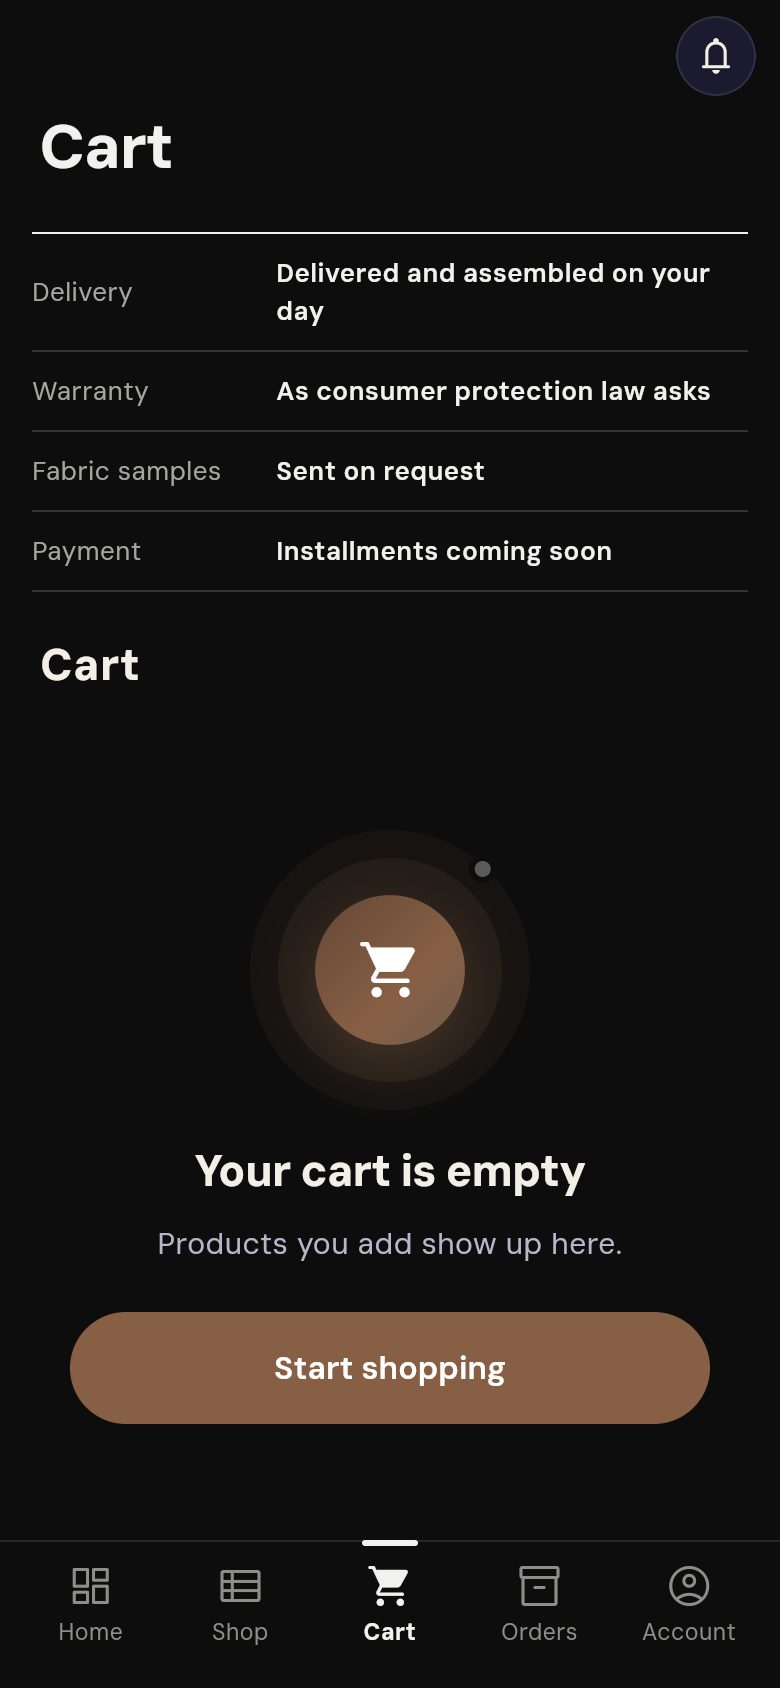 Cart
Delivery
Delivered and assembled on your
day
Warranty
As consumer protection law asks
Fabric samples
Sent on request
Payment
Installments coming soon
Cart
Your cart is empty
Products you add show up here.
Start shopping
Home
Shop
Cart
Orders
Account